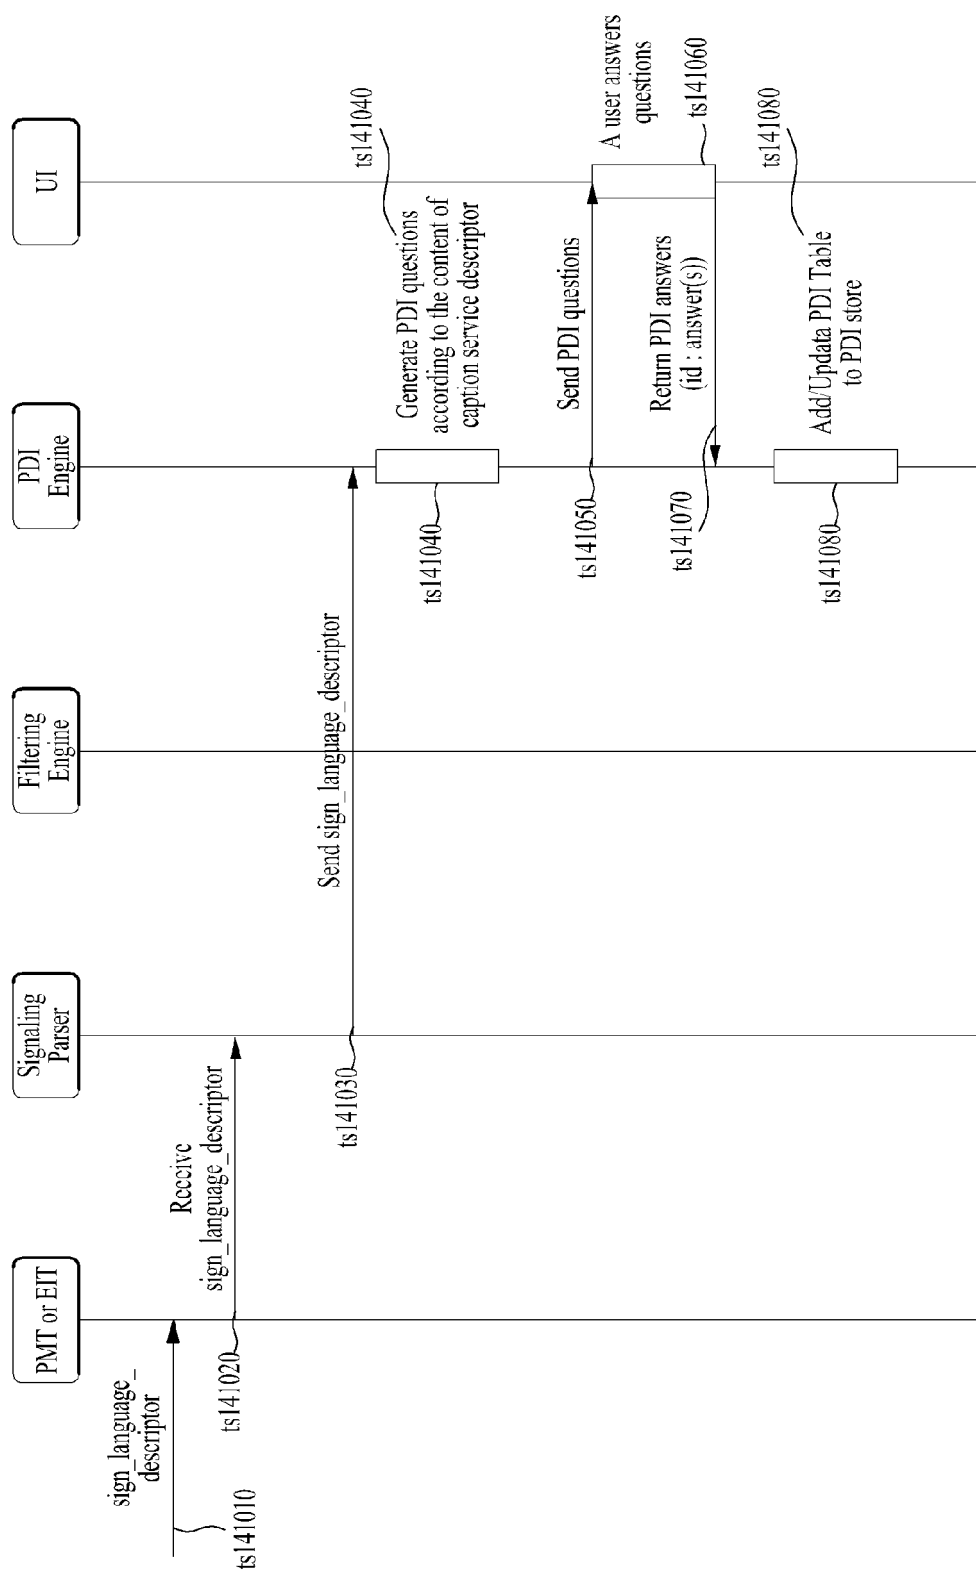 PMT or EIT
Signaling
Parser
Filtering
Engine
PDI
Engine
UI
sign_language_
descriptor
ts141010
Receive
sign_language_descriptor
ts141020
Send sign_language_descriptor
ts141030
ts141040
Generate PDI questions
according to the content of
caption service descriptor
ts141040
Send PDI questions
ts141050
A user answers
questions
ts141060
Return PDI answers
(id : answer(s))
ts141070
ts141080
Add/Updata PDI Table
to PDI store
ts141080